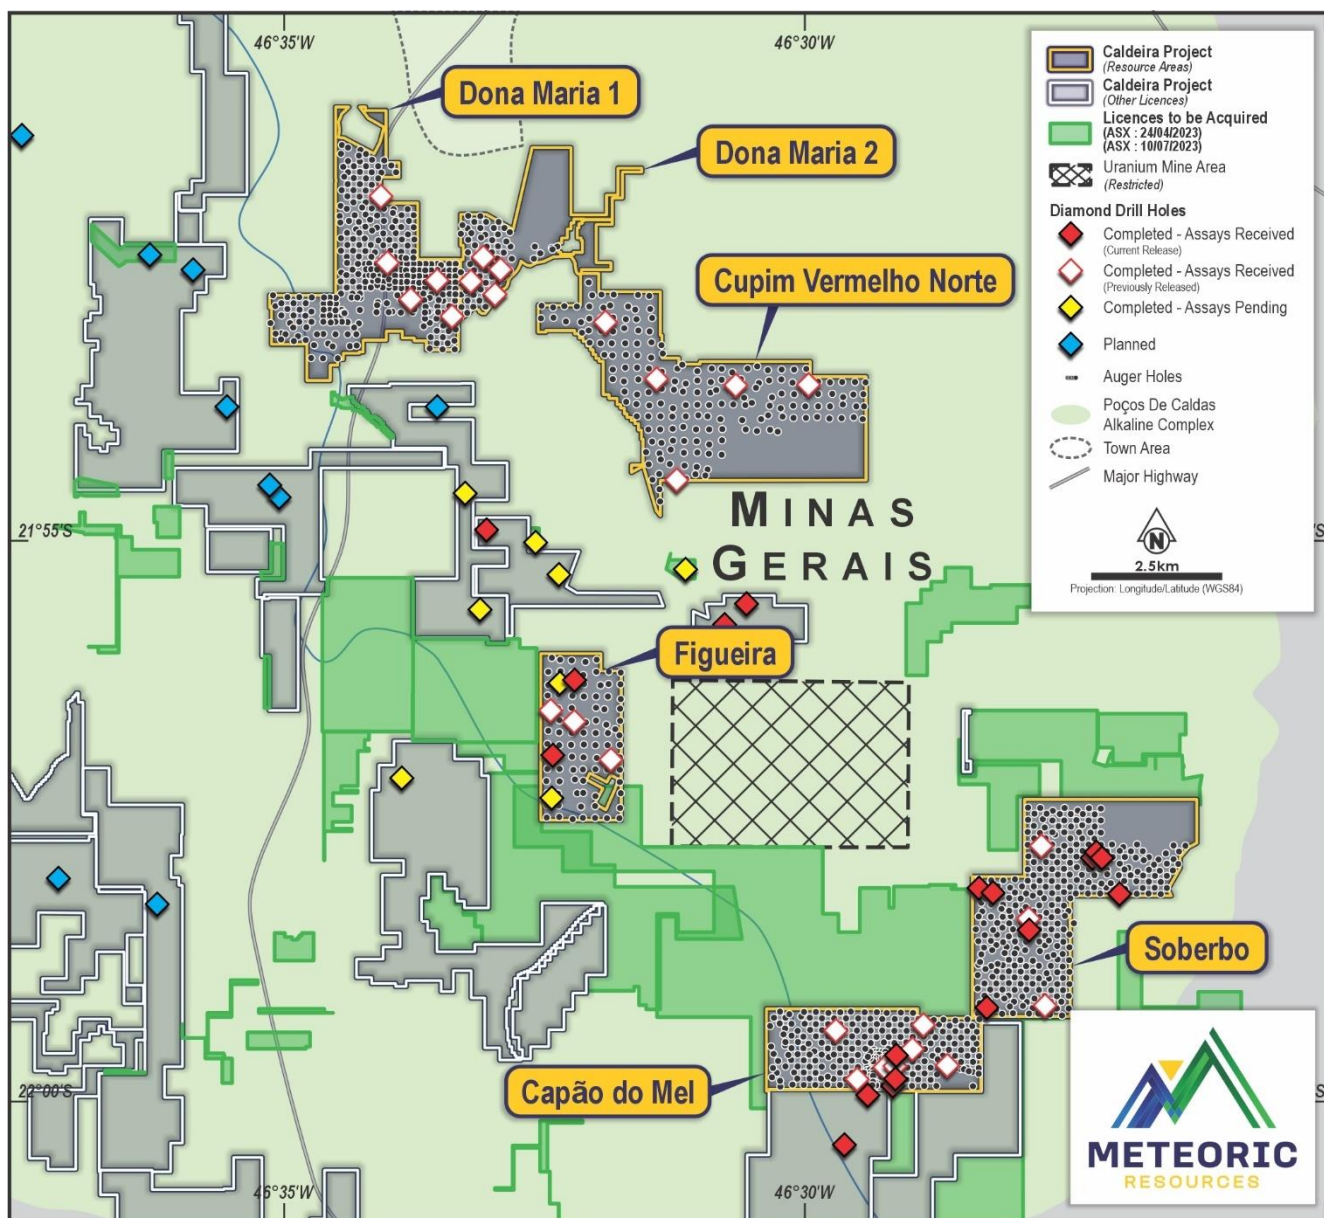 46°35'W
46°30'W
Dona Maria 1
Dona Maria 2
Cupim Vermelho Norte
Caldeira Project
(Resource Areas)
Caldeira Project
(Other Licences)
Licences to be Acquired
(ASX : 24/04/2023)
(ASX : 10/07/2023)
Uranium Mine Area
(Restricted)
Diamond Drill Holes
Completed - Assays Received
(Current Release)
Completed - Assays Received
(Previously Released)
Completed - Assays Pending
Planned
Auger Holes
Poços De Caldas
Alkaline Complex
Town Area
Major Highway
N
2.5km
Projection: Longitude/Latitude (WGS84)
21°55'S
'S
MINAS
GERAIS
Figueira
Soberbo
Capão do Mel
22°00'S
'S
46°35'W
46°30'W
METEORIC
RESOURCES